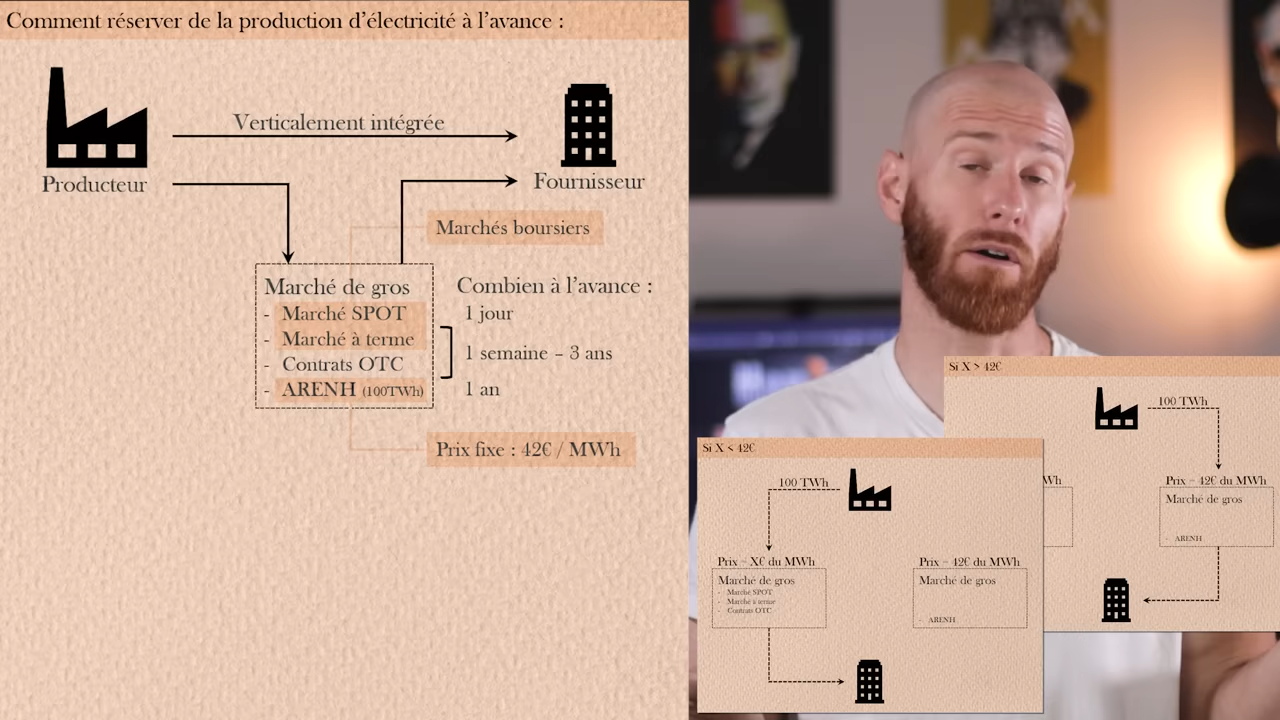 Comment réserver de la production d'électricité à l'avance :
Verticalement intégrée
Producteur
Fournisseur
Marchés boursiers
Marché de gros
- Marché SPOT
- Marché à terme
- Contrats OTC
- ARENH (100TWh)
Combien à l'avance :
1 jour
1 semaine – 3 ans
1 an
Prix fixe : 42€ / MWh
Si X > 42€
100 TWh
Wh
Prix = 42€ du MWh
Marché de gros
- ARENH
Si X < 42€
100 TWh
Prix = X€ du MWh
Marché de gros
- Marché SPOT
- Marché à terme
- Contrats OTC
Prix = 42€ du MWh
Marché de gros
- ARENH